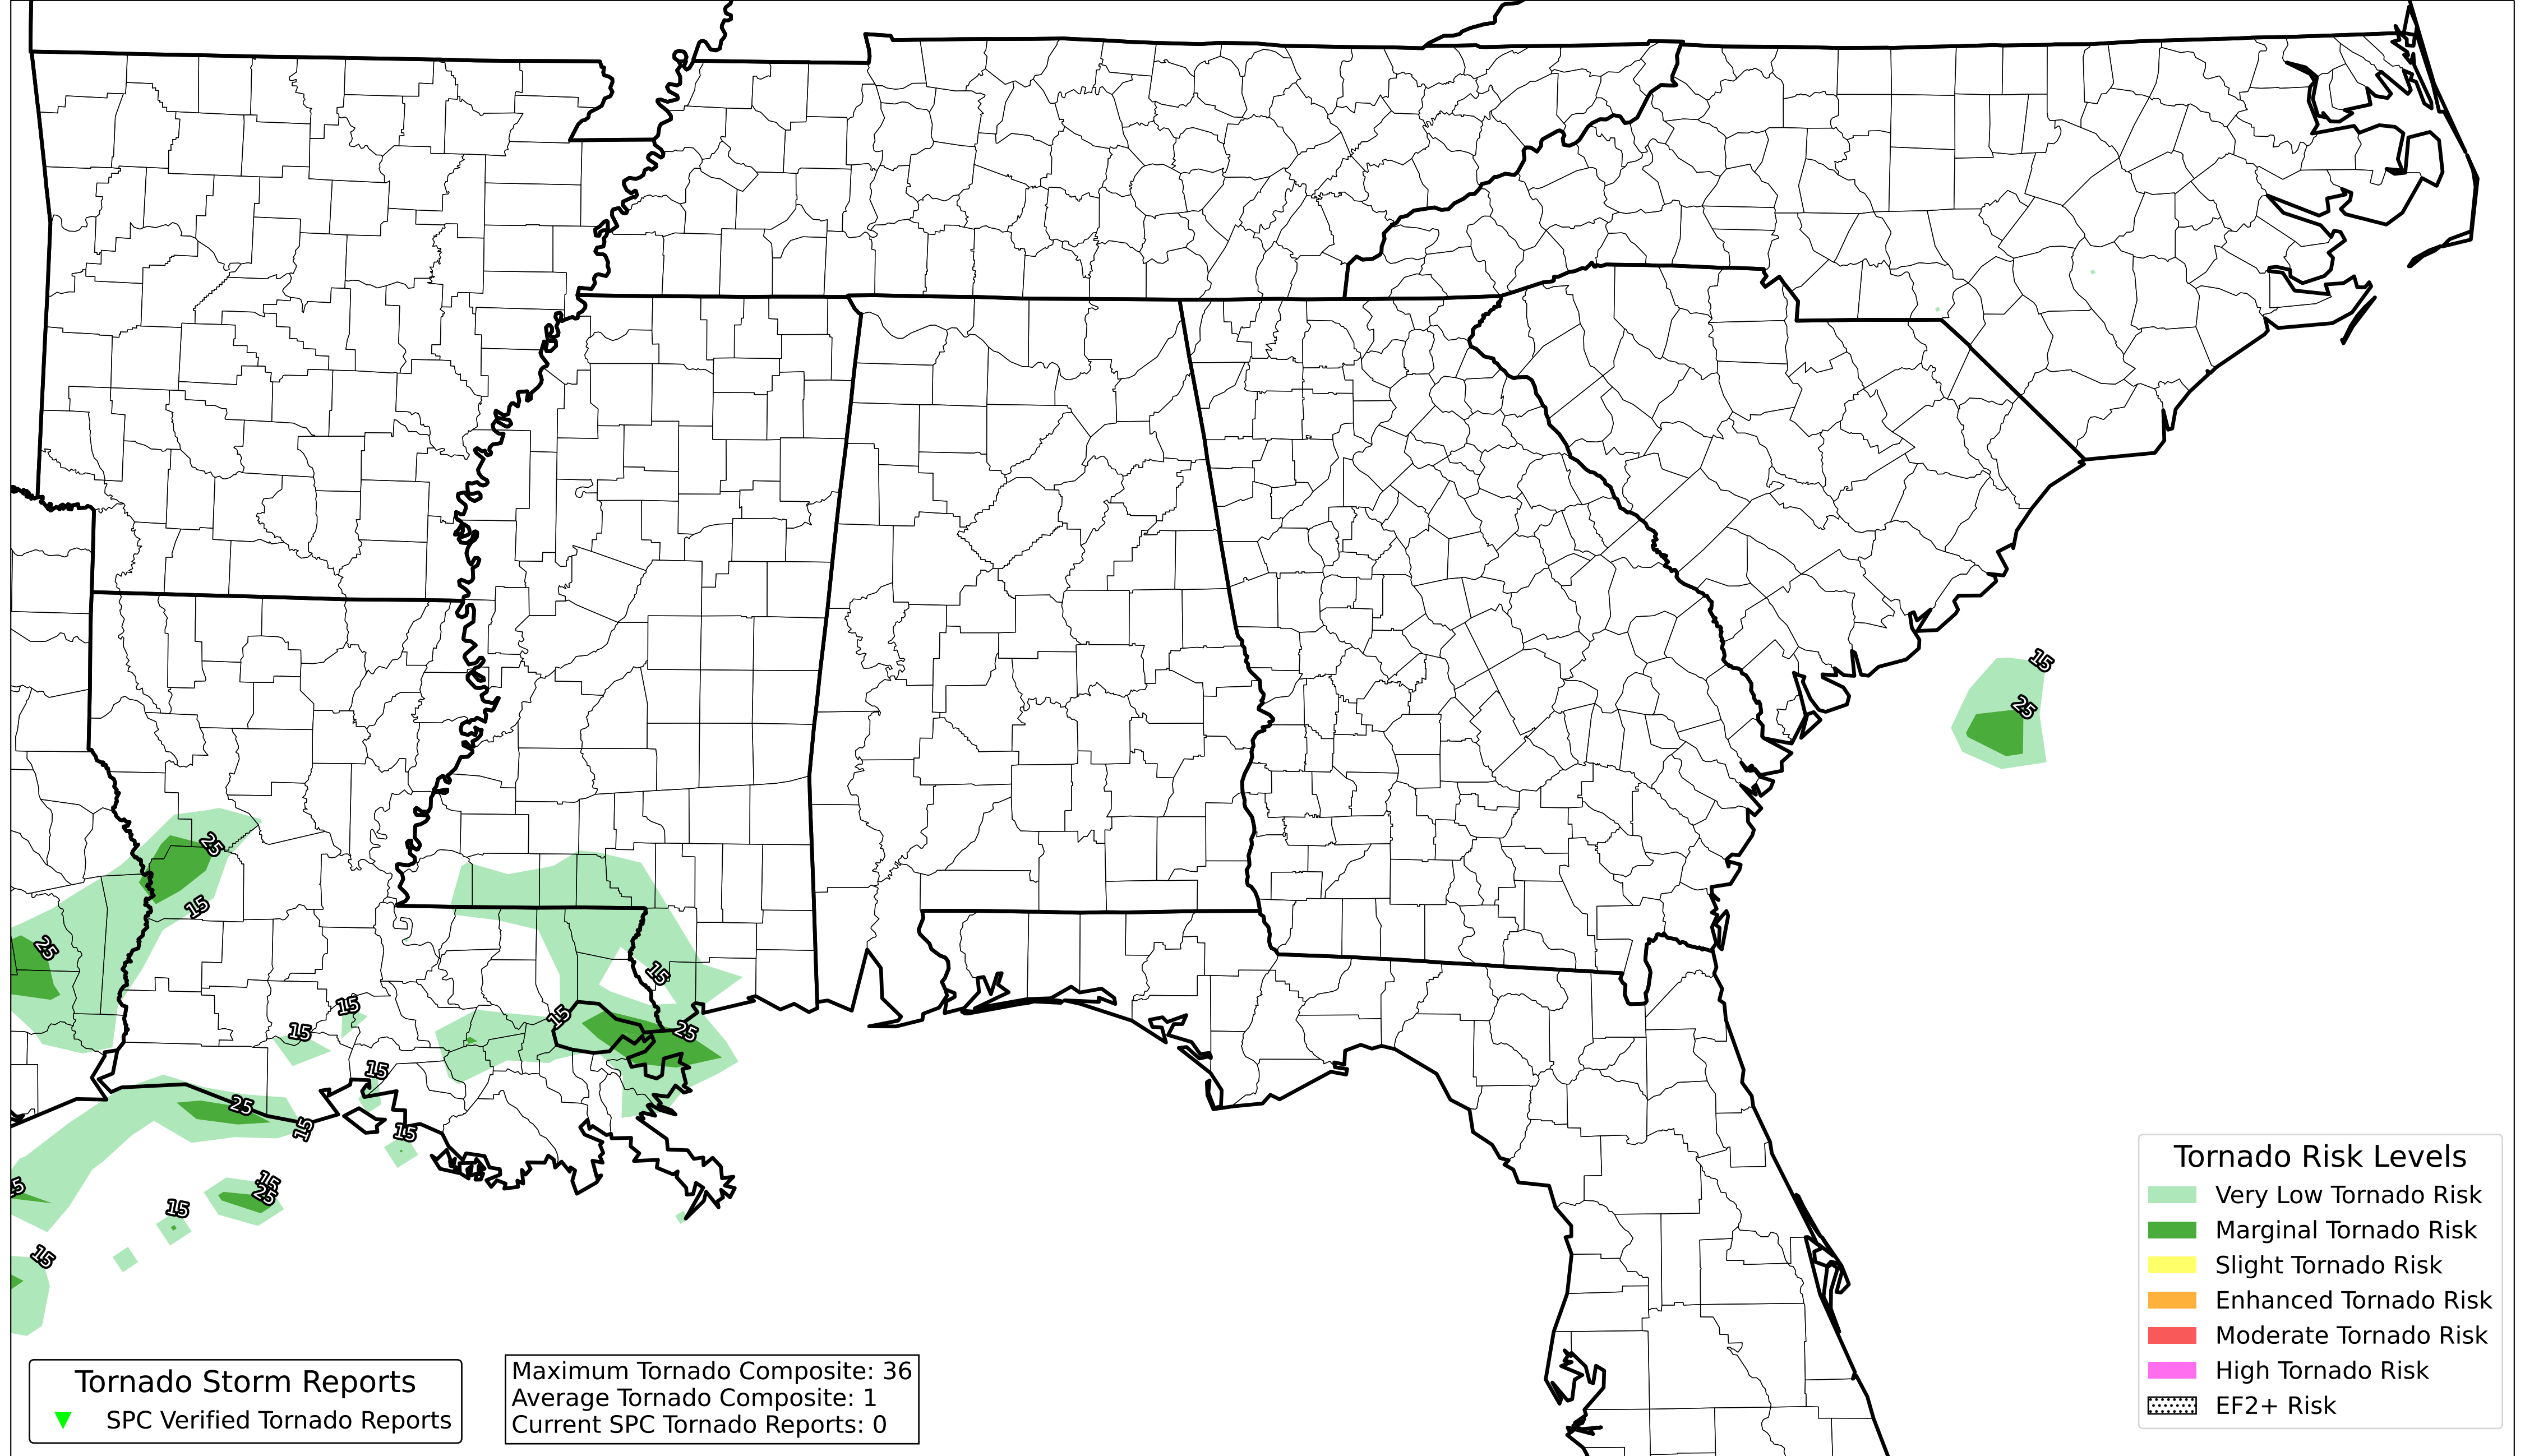 15
25
25
15
25
15
15
15
15
25
15
25
15
15
15
15
25
15
15
Tornado Risk Levels
Very Low Tornado Risk
Marginal Tornado Risk
Slight Tornado Risk
Enhanced Tornado Risk
Moderate Tornado Risk
High Tornado Risk
EF2+ Risk
Tornado Storm Reports
SPC Verified Tornado Reports
Maximum Tornado Composite: 36
Average Tornado Composite: 1
Current SPC Tornado Reports: 0